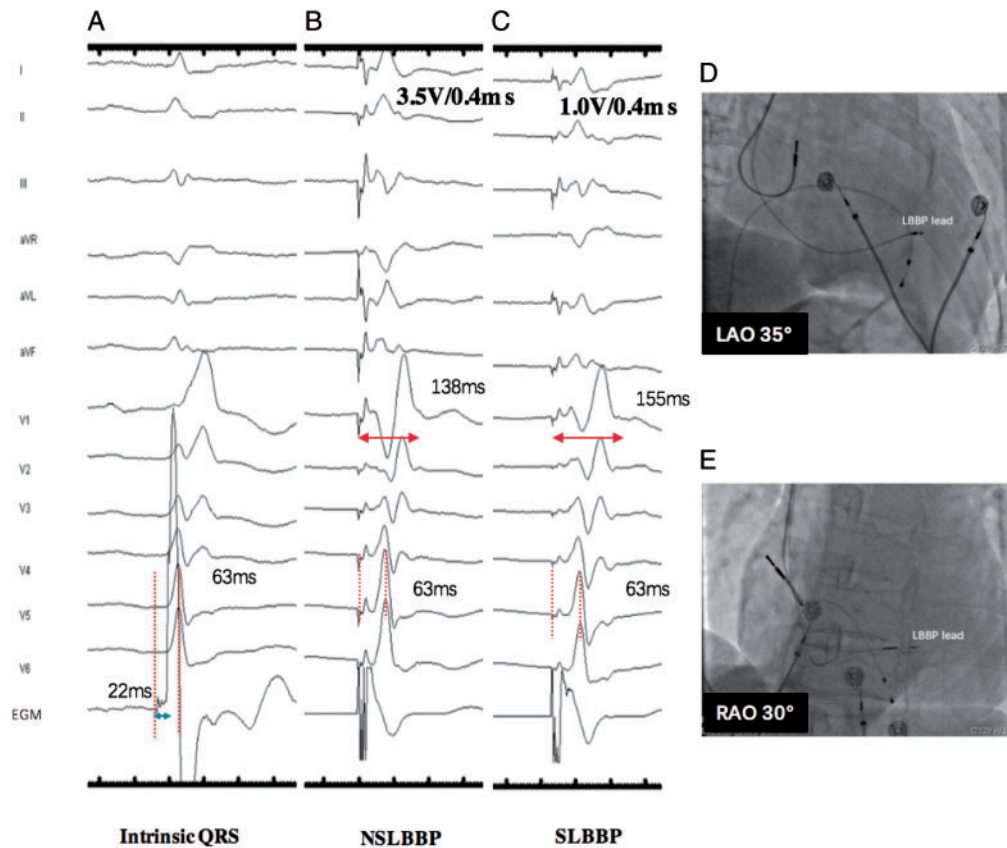 A
B
C
D
E
I
II
III
aVR
aVL
aVF
V1
V2
V3
V4
V5
V6
EGM
3.5V/0.4ms
1.0V/0.4ms
138ms
155ms
63ms
63ms
63ms
22ms
Intrinsic QRS
NSLBBP
SLBBP
LBBP lead
LAO 35°
LBBP lead
RAO 30°